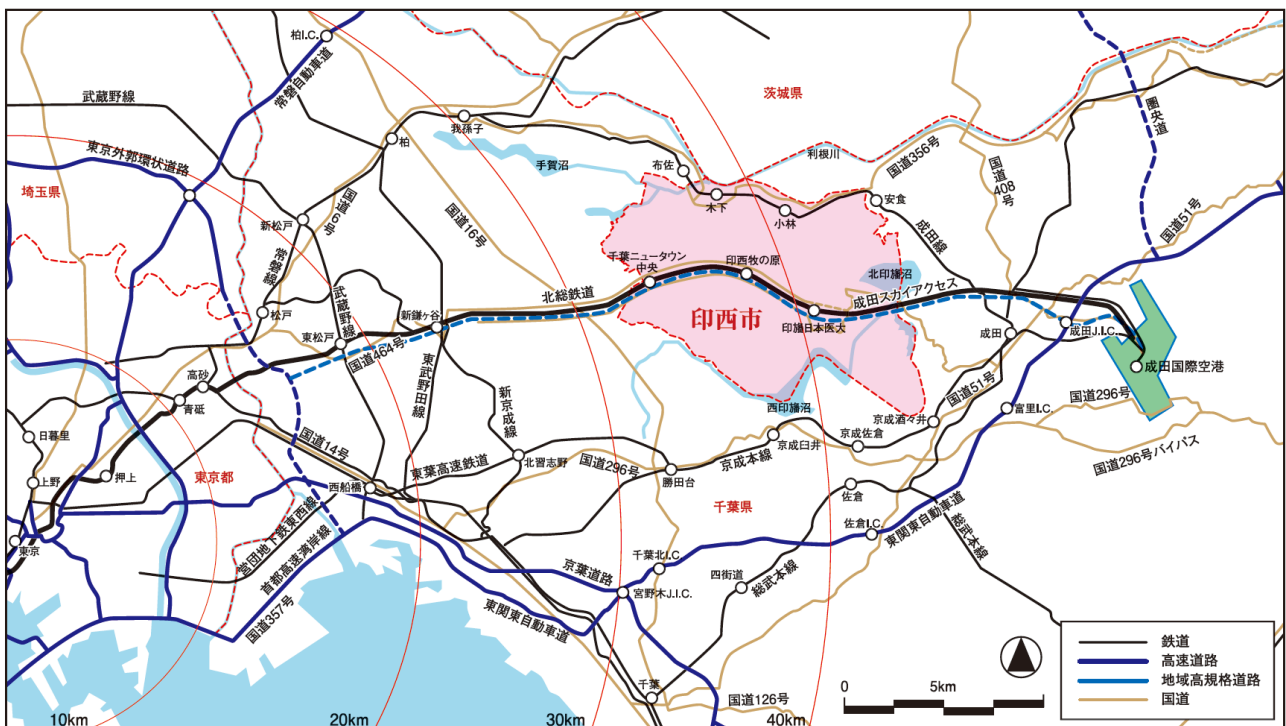 柏I.C.
常磐自動車道
武蔵野線
茨城県
圏央道
我孫子
柏
東京外郭環状道路
手賀沼
利根川
国道356号
国道408号
布佐
木下
小林
安食
成田線
国道51号
埼玉県
国道6号
国道16号
新松戸
常磐線
千葉ニュータウン
中央
印西牧の原
北印旛沼
北総鉄道
成田スカイアクセス
松戸
武蔵野線
新鎌ヶ谷
東松戸
国道464号
印西市
印旛日本医大
成田
成田J.I.C.
成田国際空港
東武野田線
新京成線
高砂
青砥
国道51号
国道296号
西印旛沼
京成酒々井
富里I.C.
日暮里
国道14号
京成臼井
京成佐倉
国道296号バイパス
東葉高速鉄道
北習志野
国道296号
京成本線
勝田台
押上
上野
東京都
西船橋
千葉県
佐倉
東京
営団地下鉄東西線
首都高速湾岸線
国道357号
佐倉I.C.
東関東自動車道
総武本線
京葉道路
千葉北I.C.
四街道
総武本線
宮野木J.I.C.
東関東自動車道
千葉
国道126号
鉄道
高速道路
地域高規格道路
国道
0
5km
10km
20km
30km
40km